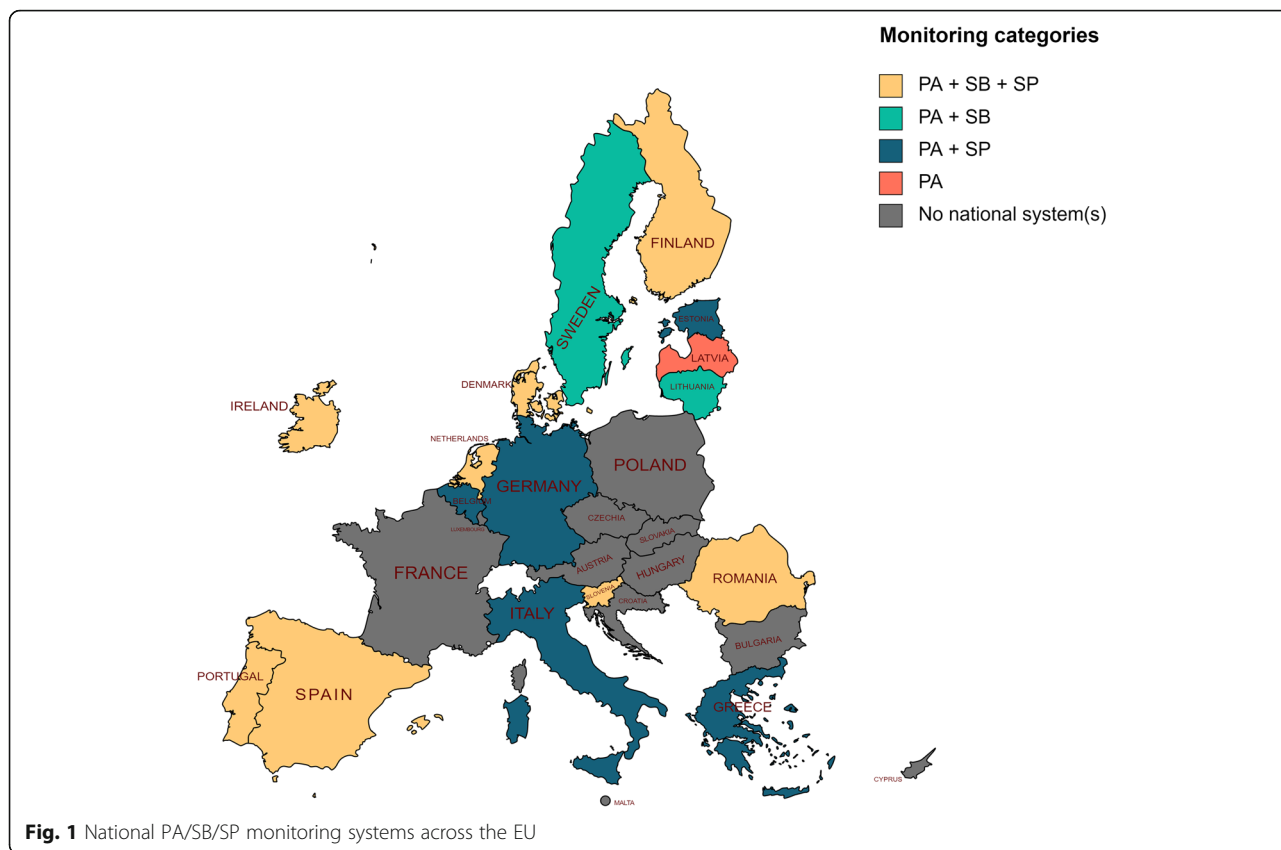 Monitoring categories
PA + SB + SP
PA + SB
PA + SP
PA
No national system(s)
FINLAND
SWEDEN
ESTONIA
LATVIA
LITHUANIA
DENMARK
IRELAND
NETHERLANDS
POLAND
GERMANY
BELGIUM
LUXEMBOURG
CZECHIA
SLOVAKIA
AUSTRIA
HUNGARY
FRANCE
ROMANIA
SLOVENIA
CROATIA
ITALY
BULGARIA
PORTUGAL
SPAIN
GREECE
CYPRUS
MALTA
Fig. 1 National PA/SB/SP monitoring systems across the EU